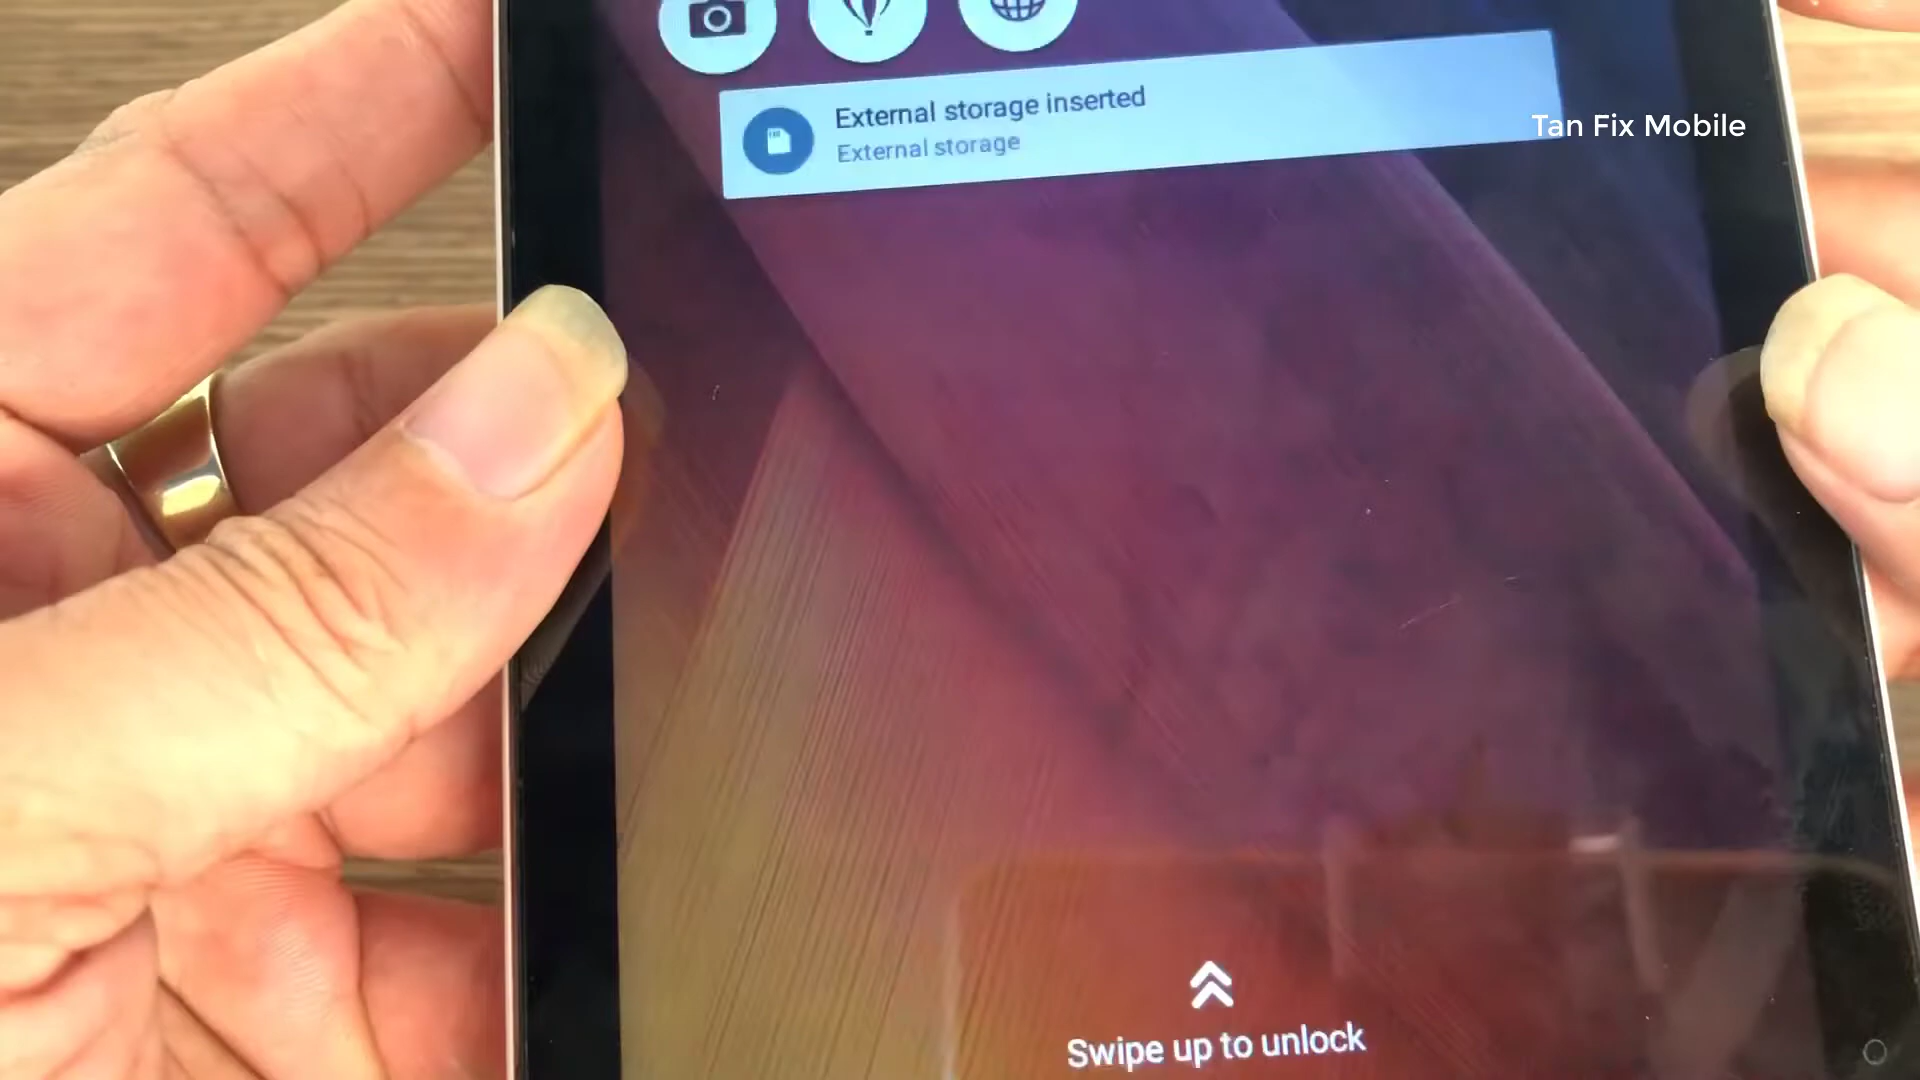 External storage inserted
External storage
Tan Fix Mobile
Swipe up to unlock